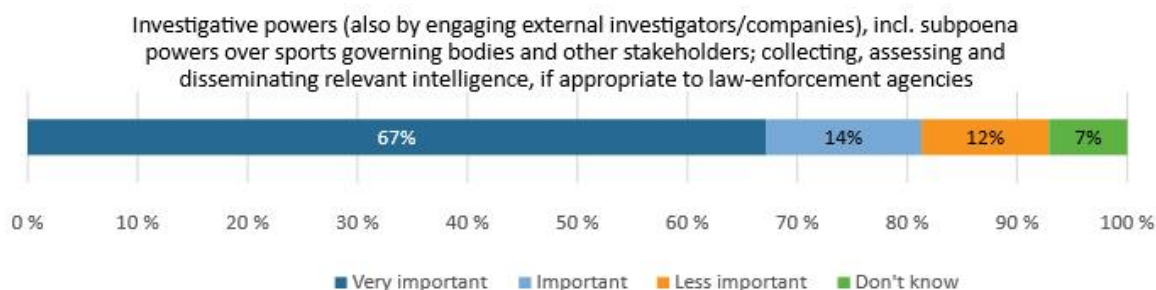 Investigative powers (also by engaging external investigators/companies), incl. subpoena
powers over sports governing bodies and other stakeholders; collecting, assessing and
disseminating relevant intelligence, if appropriate to law-enforcement agencies
67% 14% 12% 7%
0 % 10 % 20 % 30 % 40 % 50 % 60 % 70 % 80 % 90 % 100 %
Very important Important Less important Don't know